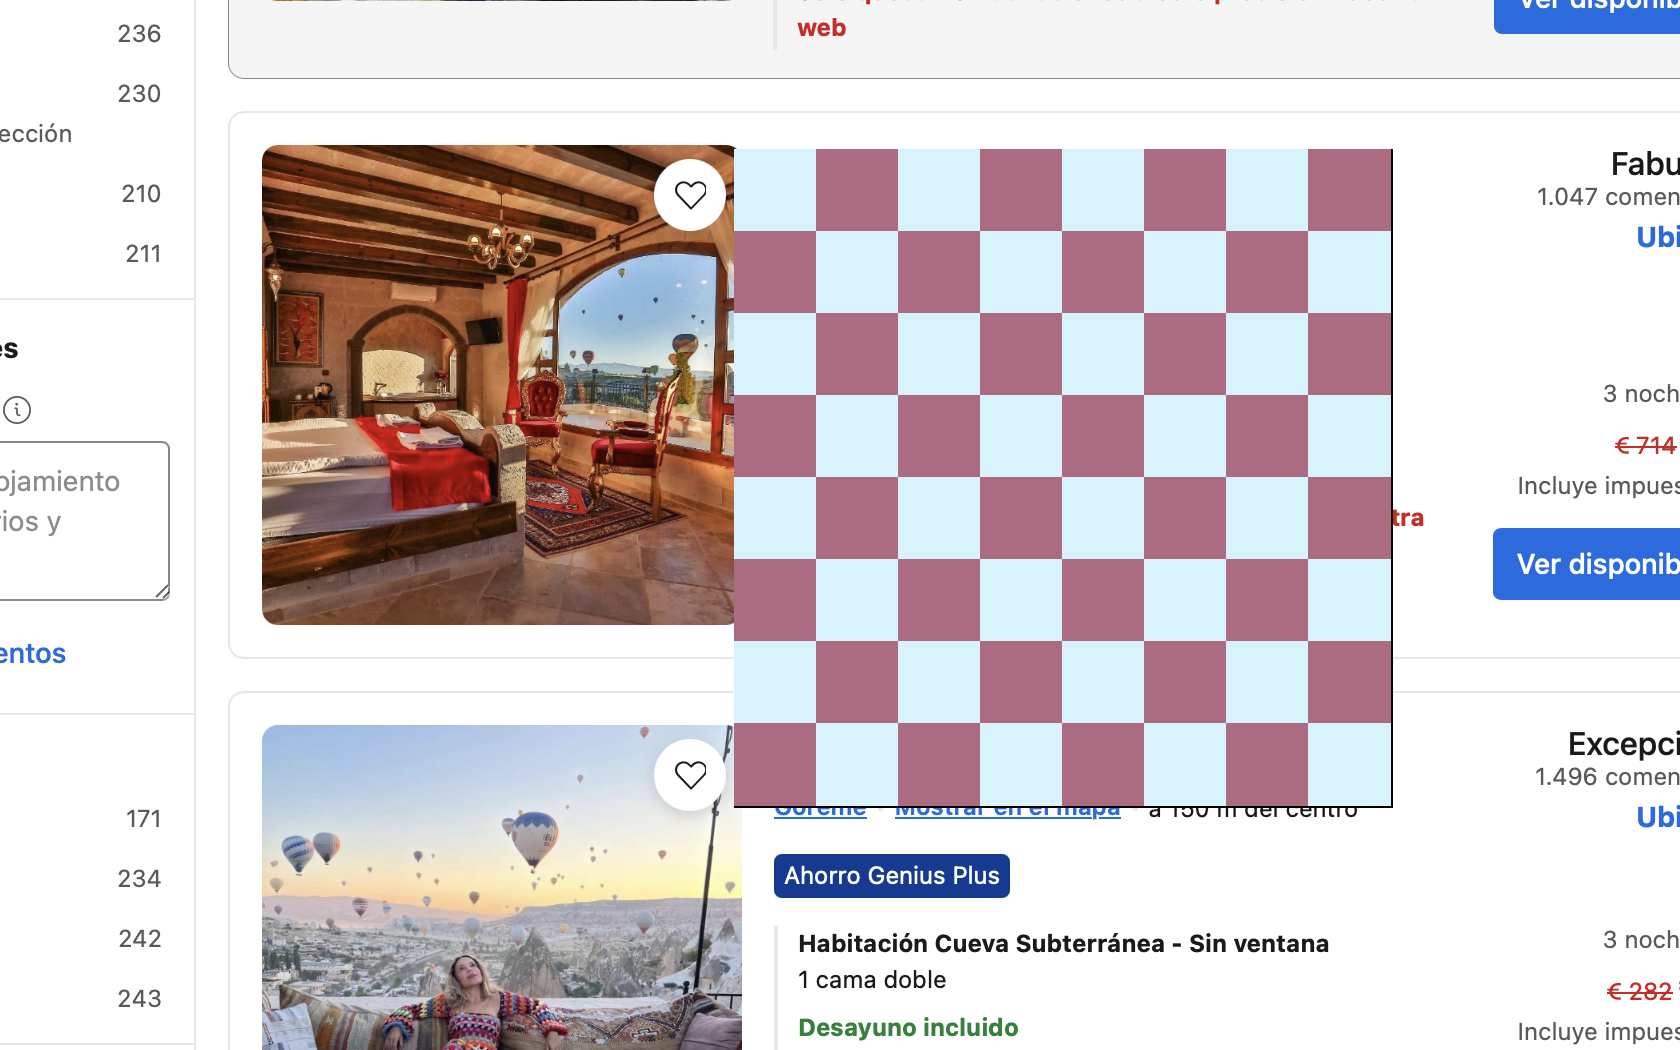 236
230
ección
210
211
es
ojamiento
rios y
entos
171
234
242
243
web
Ver disponib
Fabu
1.047 comen
Ubi
3 noch
€ 714
Incluye impues
tra
Ver disponib
Excepci
1.496 comen
Ubi
Göreme
Mostrar en el mapa
a 150 m del centro
Ahorro Genius Plus
Habitación Cueva Subterránea - Sin ventana
1 cama doble
Desayuno incluido
3 noch
€ 282
Incluye impues